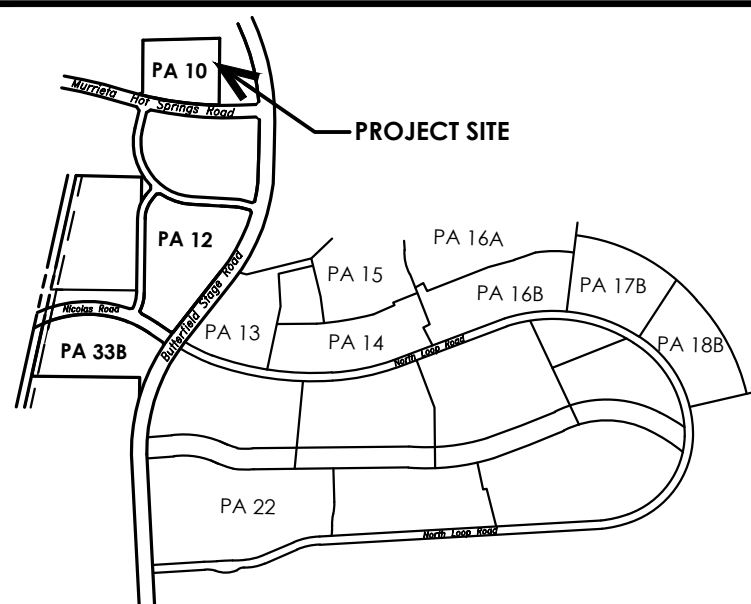 PA 10
Murrieta Hot Springs Road
PROJECT SITE
PA 12
Butterfield Stage Road
PA 16A
PA 15
PA 17B
PA 16B
Nicolas Road
PA 13
PA 14
PA 33B
North Loop Road
PA 18B
PA 22
North Loop Road